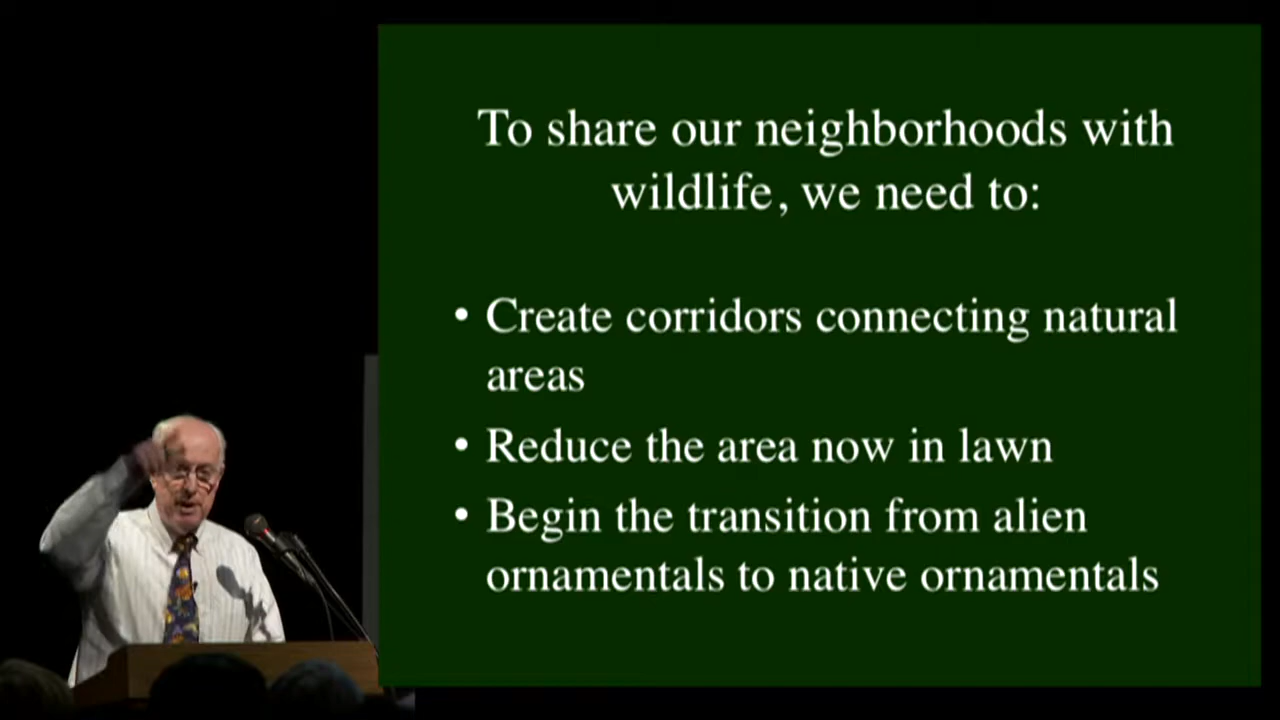 To share our neighborhoods with
wildlife, we need to:
• Create corridors connecting natural
areas
• Reduce the area now in lawn
• Begin the transition from alien
ornamentals to native ornamentals